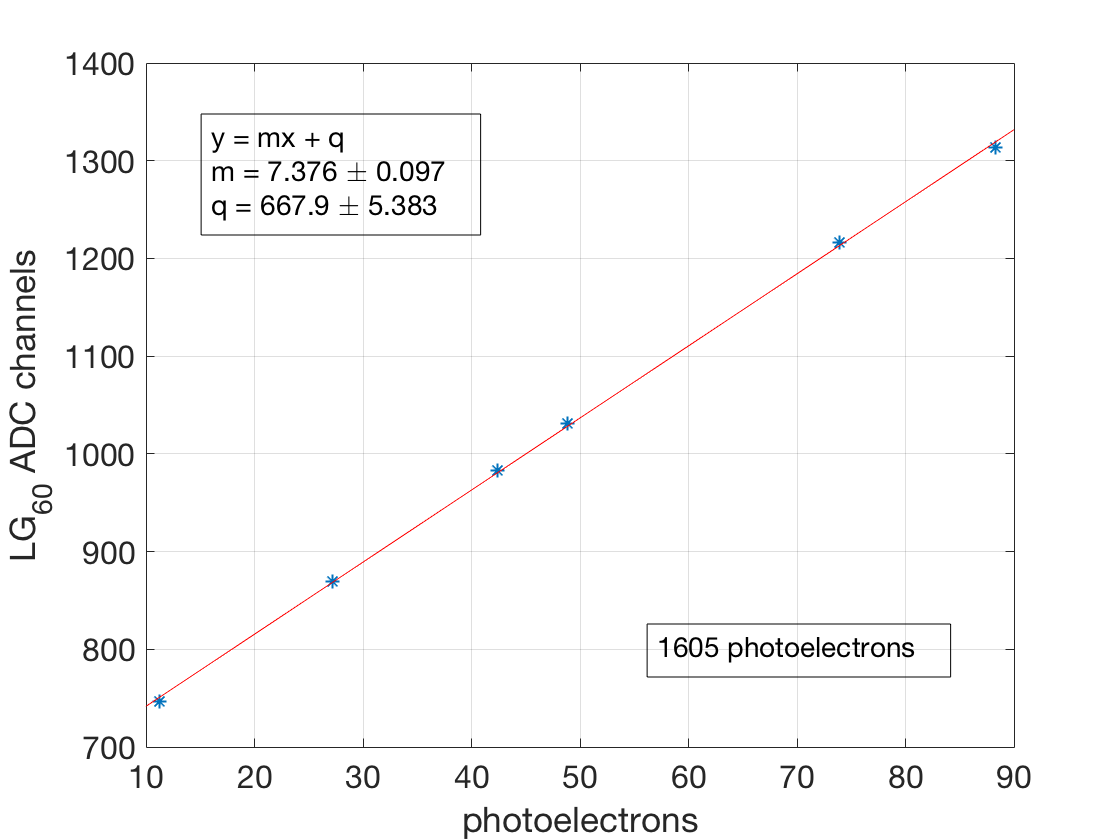 1400
1300
1200
1100
1000
900
800
700
LG60 ADC channels
y = mx + q
m = 7.376 ± 0.097
q = 667.9 ± 5.383
1605 photoelectrons
10 20 30 40 50 60 70 80 90
photoelectrons